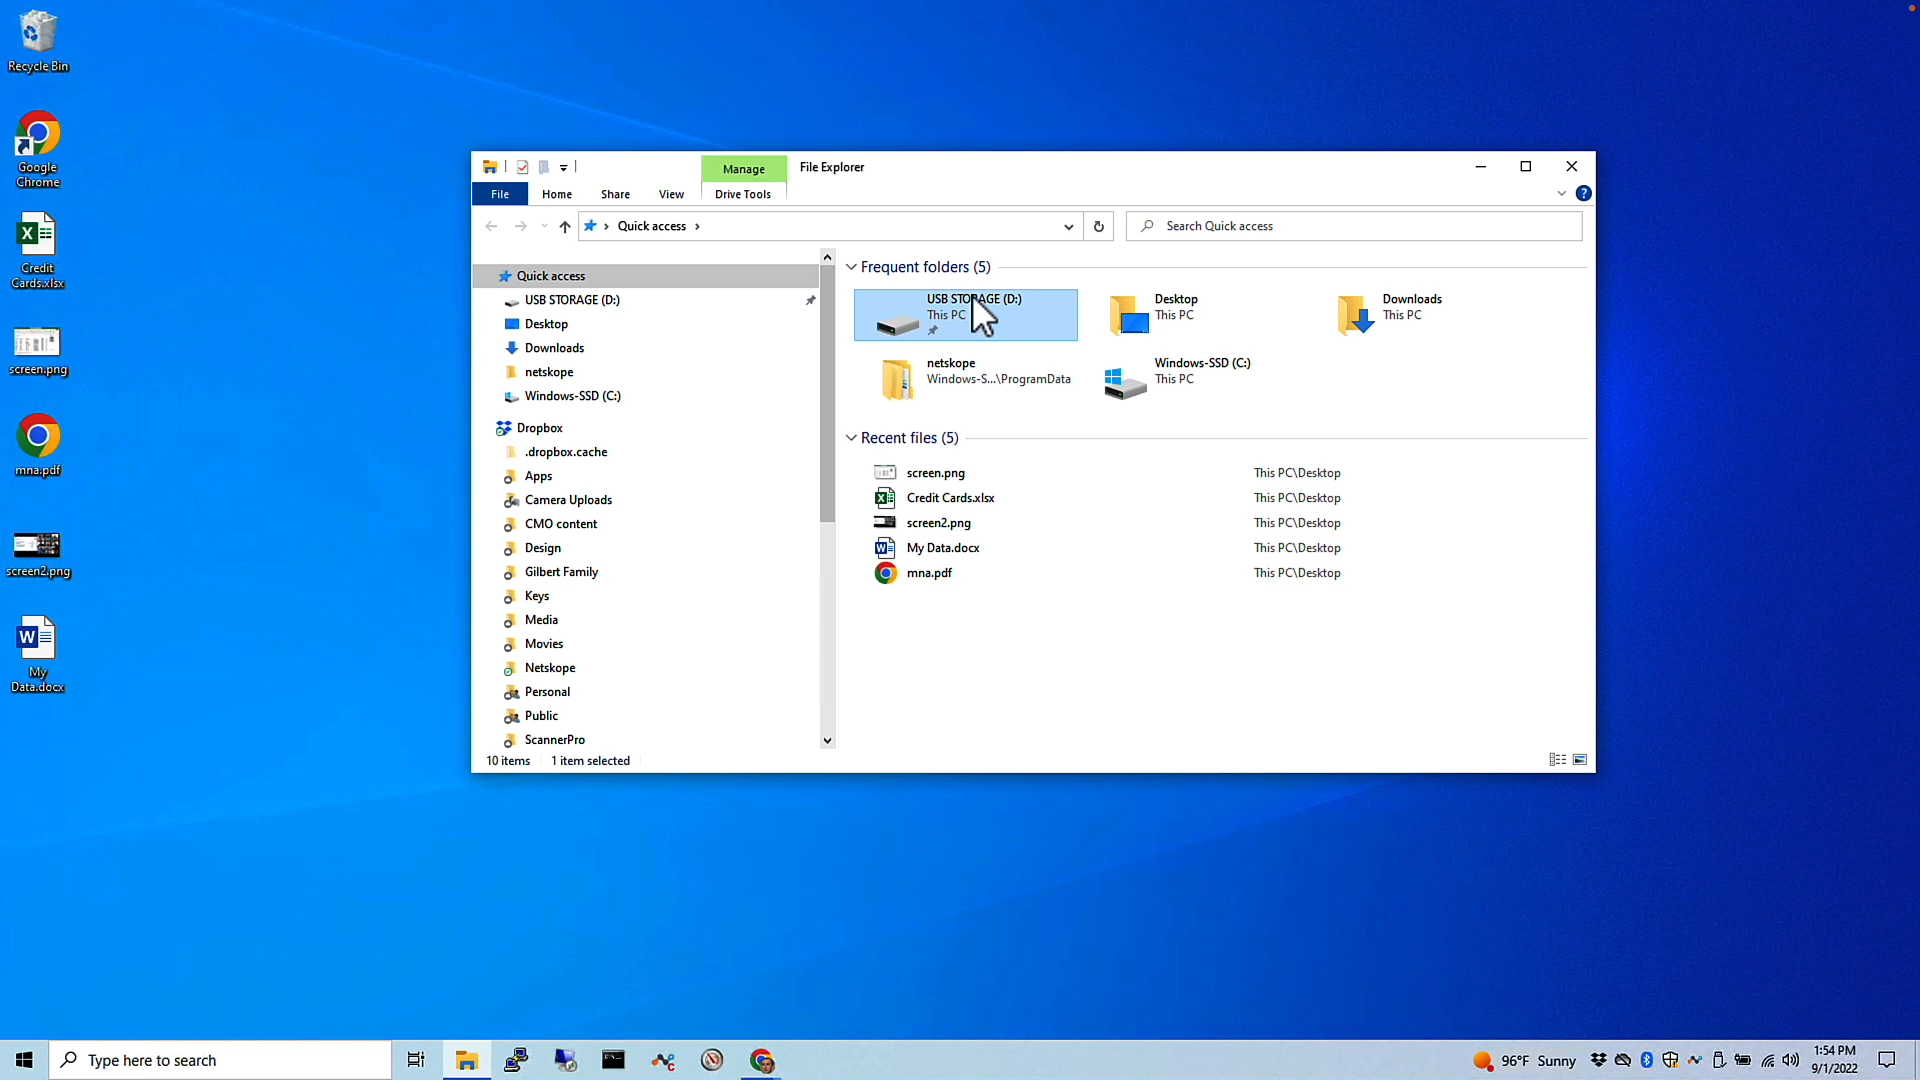 Recycle Bin
Google
Chrome
Credit
Cards.xlsx
screen.png
mna.pdf
screen2.png
My
Data.docx
Manage
File Explorer
File
Home
Share
View
Drive Tools
Quick access
Search Quick access
Quick access
USB STORAGE (D:)
Desktop
Downloads
netskope
Windows-SSD (C:)
Dropbox
.dropbox.cache
Apps
Camera Uploads
CMO content
Design
Gilbert Family
Keys
Media
Movies
Netskope
Personal
Public
ScannerPro
Frequent folders (5)
USB STORAGE (D:)
This PC
Desktop
This PC
Downloads
This PC
netskope
Windows-S...\ProgramData
Windows-SSD (C:)
This PC
Recent files (5)
screen.png This PC\Desktop
Credit Cards.xlsx This PC\Desktop
screen2.png This PC\Desktop
My Data.docx This PC\Desktop
mna.pdf This PC\Desktop
10 items
1 item selected
Type here to search
96°F Sunny
1:54 PM
9/1/2022